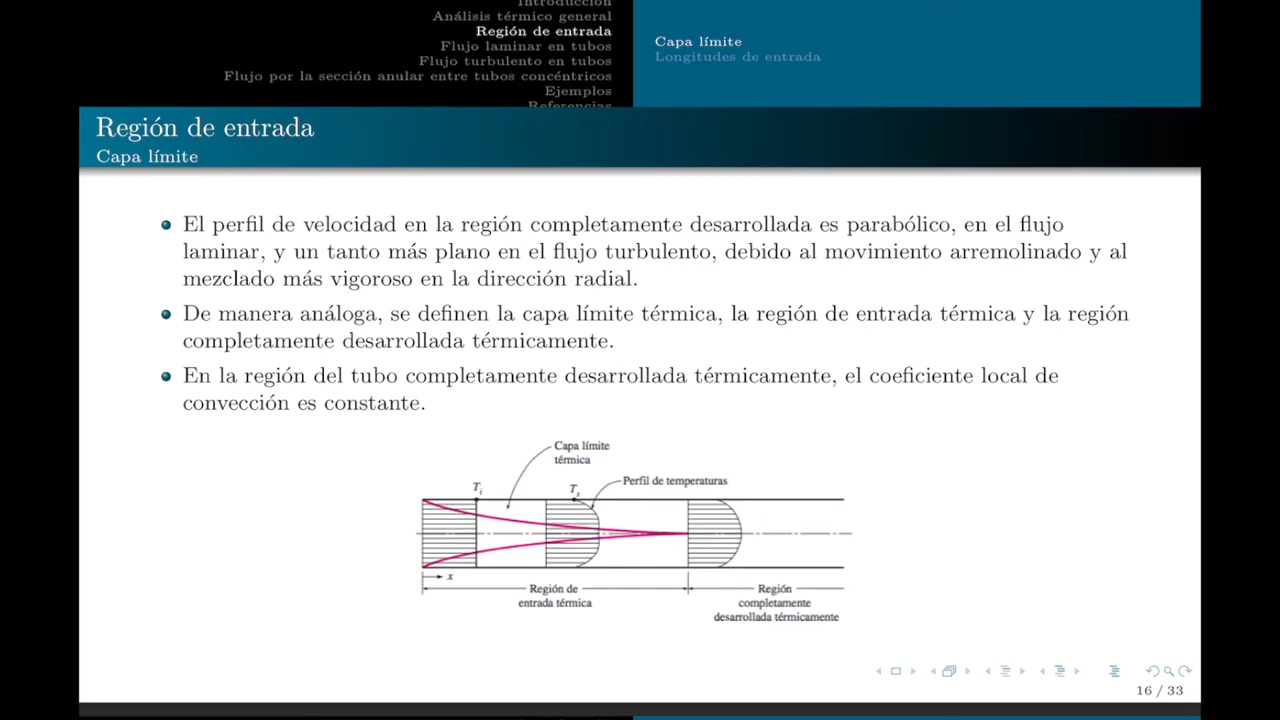 Introducción
Análisis térmico general
Región de entrada
Flujo laminar en tubos
Flujo turbulento en tubos
Flujo por la sección anular entre tubos concéntricos
Ejemplos
Referencias
Capa límite
Longitudes de entrada
Región de entrada
Capa límite
El perfil de velocidad en la región completamente desarrollada es parabólico, en el flujo
laminar, y un tanto más plano en el flujo turbulento, debido al movimiento arremolinado y al
mezclado más vigoroso en la dirección radial.
De manera análoga, se definen la capa límite térmica, la región de entrada térmica y la región
completamente desarrollada térmicamente.
En la región del tubo completamente desarrollada térmicamente, el coeficiente local de
convección es constante.
Capa límite
térmica
Perfil de temperaturas
Ti
Ts
x
Región de
entrada térmica
Región
completamente
desarrollada térmicamente
16 / 33